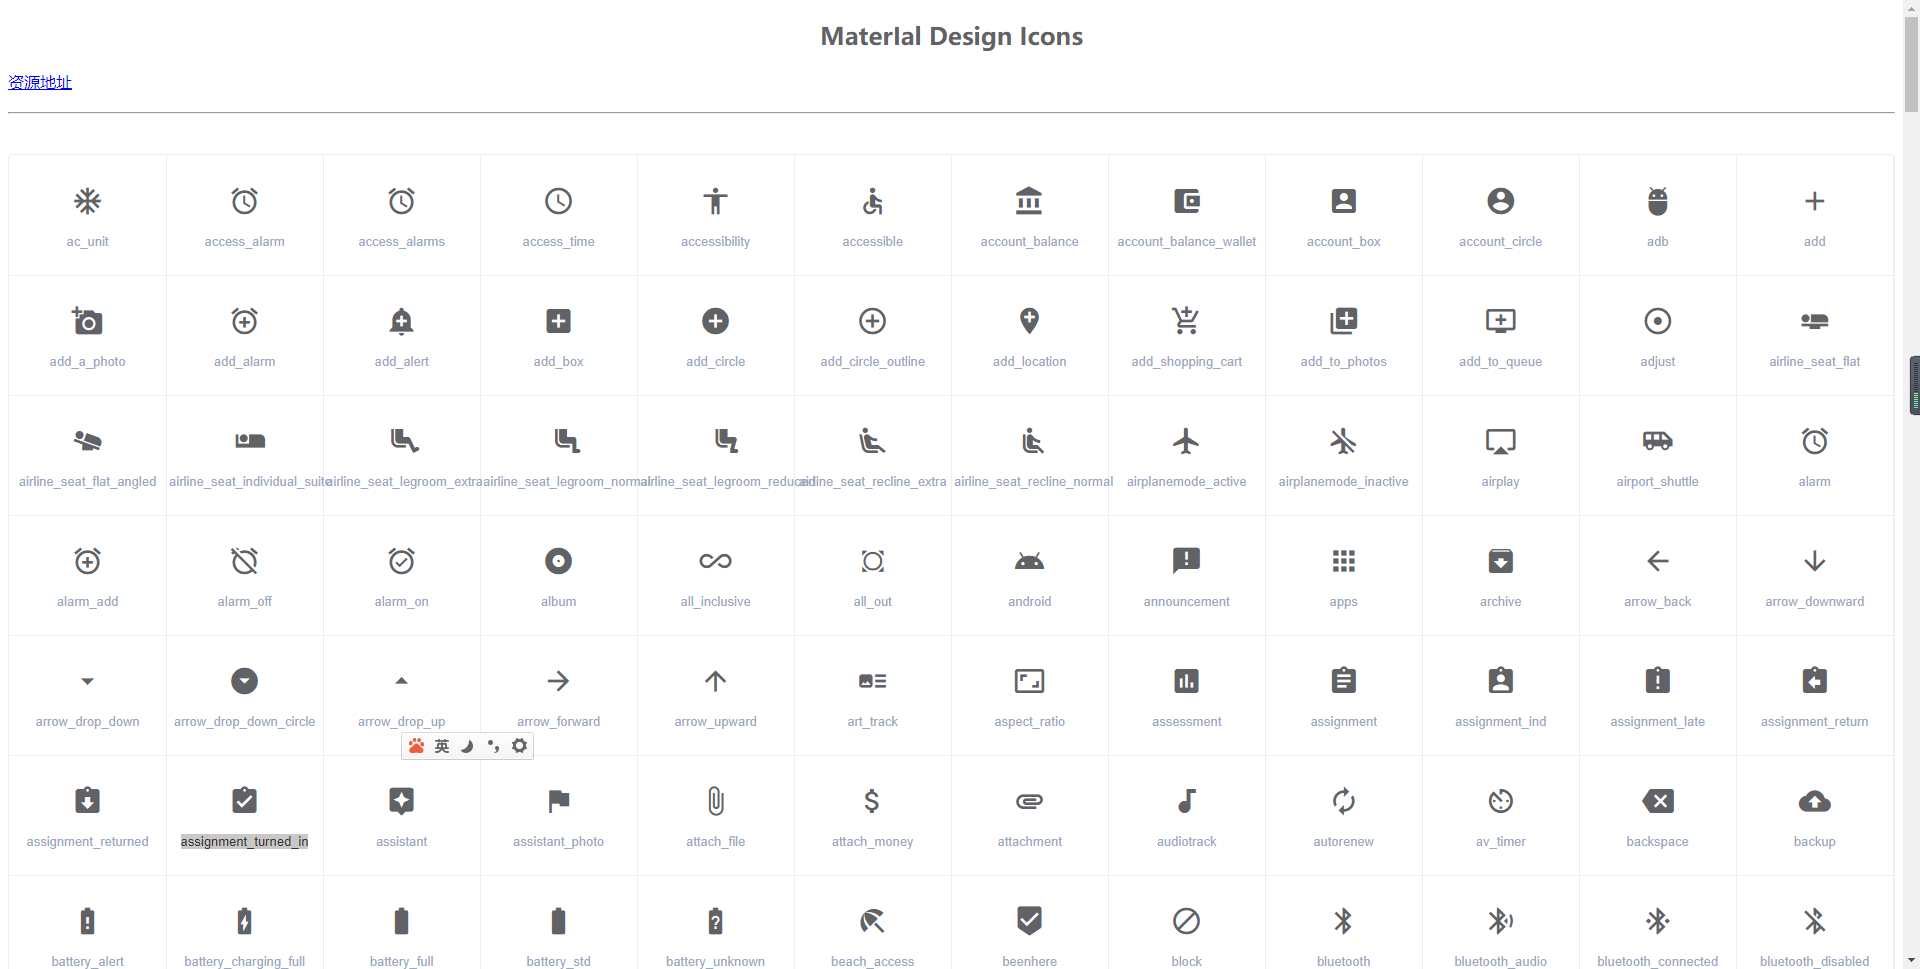 MaterIal Design Icons
资源地址
ac_unit access_alarm access_alarms access_time accessibility accessible account_balance account_balance_wallet account_box account_circle adb add
add_a_photo add_alarm add_alert add_box add_circle add_circle_outline add_location add_shopping_cart add_to_photos add_to_queue adjust airline_seat_flat
airline_seat_flat_angled airline_seat_individual_suite airline_seat_legroom_extra airline_seat_legroom_normal airline_seat_legroom_reduced airline_seat_recline_extra airline_seat_recline_normal airplanemode_active airplanemode_inactive airplay airport_shuttle alarm
alarm_add alarm_off alarm_on album all_inclusive all_out android announcement apps archive arrow_back arrow_downward
arrow_drop_down arrow_drop_down_circle arrow_drop_up arrow_forward arrow_upward art_track aspect_ratio assessment assignment assignment_ind assignment_late assignment_return
英
assignment_returned assignment_turned_in assistant assistant_photo attach_file attach_money attachment audiotrack autorenew av_timer backspace backup
battery_alert battery_charging_full battery_full battery_std battery_unknown beach_access beenhere block bluetooth bluetooth_audio bluetooth_connected bluetooth_disabled